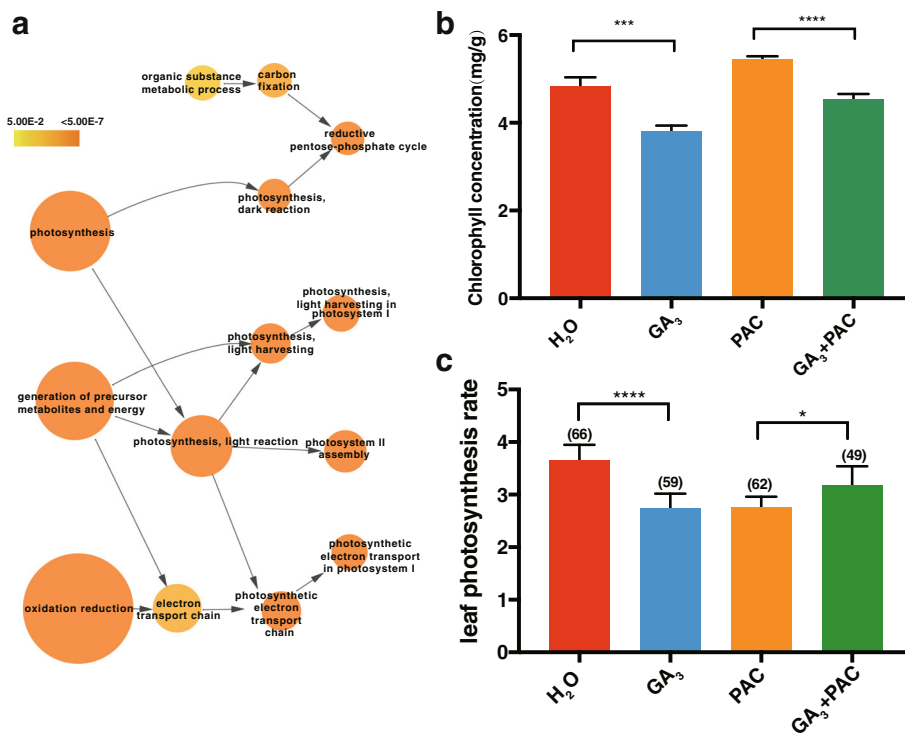 a
organic substance
metabolic process
carbon
fixation
5.00E-2
<5.00E-7
reductive
pentose-phosphate cycle
photosynthesis,
dark reaction
photosynthesis
photosynthesis,
light harvesting in
photosystem I
photosynthesis,
light harvesting
generation of precursor
metabolites and energy
photosynthesis, light reaction
photosystem II
assembly
photosynthetic
electron transport
in photosystem I
oxidation reduction
electron
transport chain
photosynthetic
electron
transport
chain
b
Chlorophyll concentration(mg/g)
6
4
2
0
***
****
H₂O
GA₃
PAC
GA₃+PAC
c
leaf photosynthesis rate
5
4
3
2
1
0
****
*
(66)
(59)
(62)
(49)
H₂O
GA₃
PAC
GA₃+PAC